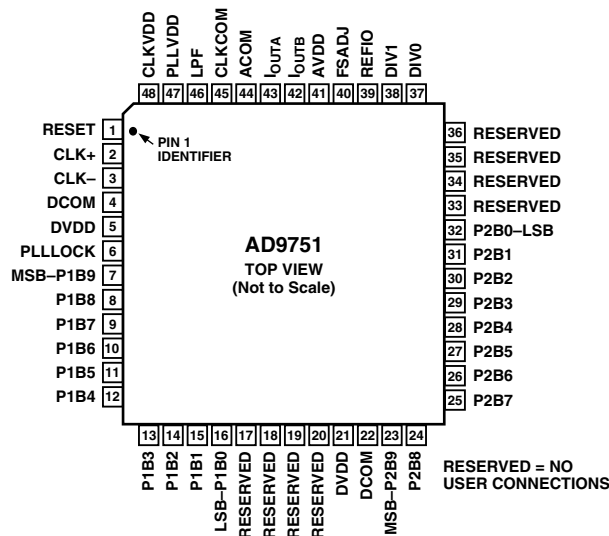 CLKVDD
PLLVDD
LPF
CLKCOM
ACOM
IOUTA
IOUTB
AVDD
FSADJ
REFIO
DIV1
DIV0
48 47 46 45 44 43 42 41 40 39 38 37
RESET 1
CLK+ 2
CLK– 3
DCOM 4
DVDD 5
PLLLOCK 6
MSB–P1B9 7
P1B8 8
P1B7 9
P1B6 10
P1B5 11
P1B4 12
PIN 1
IDENTIFIER
AD9751
TOP VIEW
(Not to Scale)
36 RESERVED
35 RESERVED
34 RESERVED
33 RESERVED
32 P2B0–LSB
31 P2B1
30 P2B2
29 P2B3
28 P2B4
27 P2B5
26 P2B6
25 P2B7
13 14 15 16 17 18 19 20 21 22 23 24
P1B3
P1B2
P1B1
LSB–P1B0
RESERVED
RESERVED
RESERVED
RESERVED
DVDD
DCOM
MSB–P2B9
P2B8
RESERVED = NO
USER CONNECTIONS